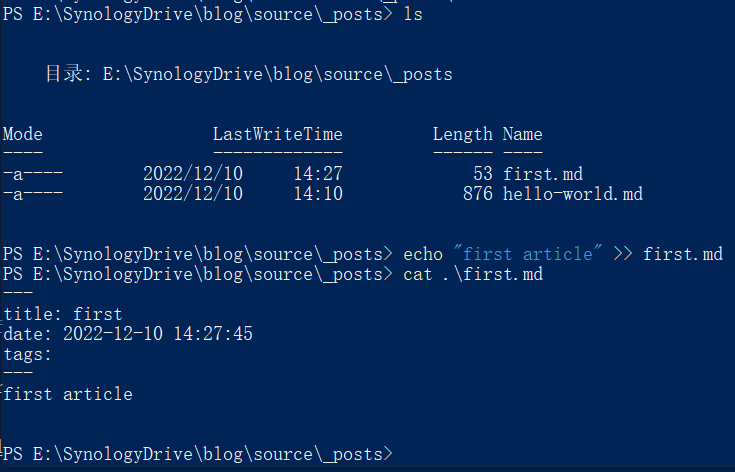 PS E:\SynologyDrive\blog\source\_posts> ls
目录: E:\SynologyDrive\blog\source\_posts
Mode LastWriteTime Length Name
---- ------------- ------ ----
-a---- 2022/12/10 14:27 53 first.md
-a---- 2022/12/10 14:10 876 hello-world.md
PS E:\SynologyDrive\blog\source\_posts> echo "first article" >> first.md
PS E:\SynologyDrive\blog\source\_posts> cat .\first.md
---
title: first
date: 2022-12-10 14:27:45
tags:
---
first article
PS E:\SynologyDrive\blog\source\_posts>